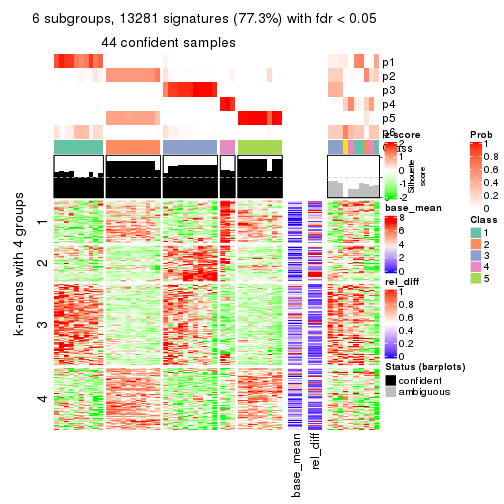 6 subgroups, 13281 signatures (77.3%) with fdr < 0.05
44 confident samples
p1
p2
p3
p4
p5
p6
Class
Silhouette score
k-means with 4 groups
1
2
3
4
base_mean
rel_diff
z-score
2
1
0
-1
-2
base_mean
8
6
4
2
0
rel_diff
1
0.8
0.6
0.4
0.2
0
Status (barplots)
confident
ambiguous
Prob
1
0.8
0.6
0.4
0.2
0
Class
1
2
3
4
5